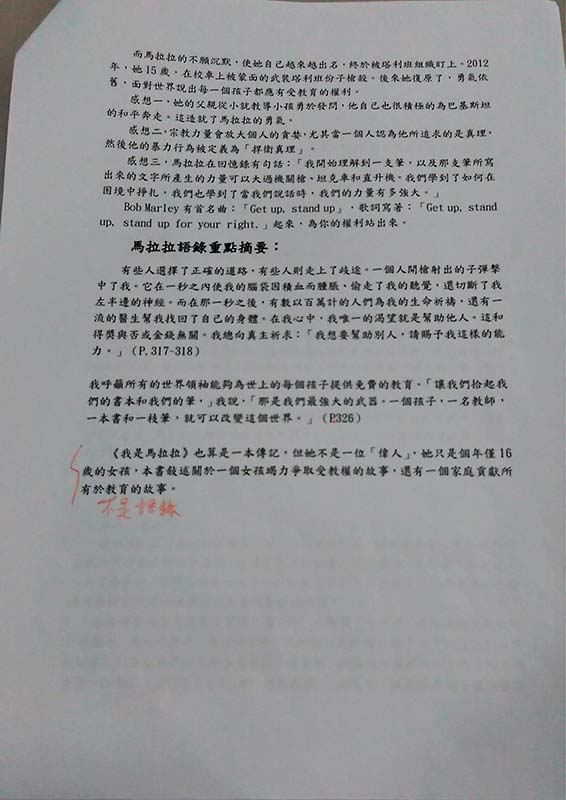 而馬拉拉的不願沉默，使她自己越來越出名，終於被塔利班組織盯上。2012
年，她15歲，在校車上被蒙面的武裝塔利班份子槍殺。後來她復原了，勇氣依
舊，面對世界說出每一個孩子都應有受教育的權利。
感想一，她的父親從小就教導小孩勇於發問，他自己也很積極的為巴基斯坦
的和平奔走。這造就了馬拉拉的勇氣。
感想二，宗教力量會放大個人的貪婪，尤其當一個人認為他所追求的是真理，
然後他的暴力行為被定義為「捍衛真理」。
感想三，馬拉拉在回憶錄有句話：「我開始理解到一支筆，以及那支筆所寫
出來的文字所產生的力量可以大過機關槍、坦克車和直升機。我們學到了如何在
困境中掙扎，我們也學到了當我們說話時，我們的力量有多強大。」
Bob Marley 有首名曲：「Get up, stand up」，歌詞寫著：「Get up, stand
up, stand up for your right.」起來，為你的權利站出來。
馬拉拉語錄重點摘要：
有些人選擇了正確的道路，有些人則走上了歧途。一個人開槍射出的子彈擊
中了我。它在一秒之內使我的腦袋因積血而腫脹、偷走了我的聽覺，還切斷了我
左半邊的神經。而在那一秒之後，有數以百萬計的人們為我的生命祈禱，還有一
流的醫生幫我找回了自己的身體。在我心中，我唯一的渴望就是幫助他人。這和
得獎與否或金錢無關。我總向真主祈求：「我想要幫助別人，請賜予我這樣的能
力。」（P.317~318）
我呼籲所有的世界領袖能夠為世上的每個孩子提供免費的教育。「讓我們拾起我
們的書本和我們的筆，」我說，「那是我們最強大的武器。一個孩子，一名教師，
一本書和一枝筆，就可以改變這個世界。」（P.326）
《我是馬拉拉》也算是一本傳記，但她不是一位「偉人」，她只是個年僅16
歲的女孩，本書敘述關於一個女孩竭力爭取受教權的故事，還有一個家庭貢獻所
有於教育的故事。
不是語錄